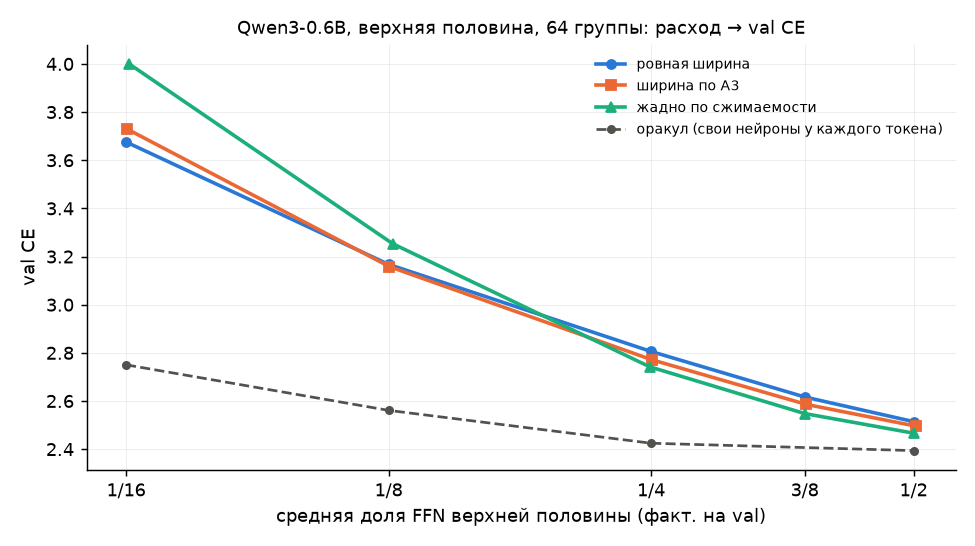 Qwen3-0.6B, верхняя половина, 64 группы: расход → val CE
ровная ширина
ширина по А3
жадно по сжимаемости
оракул (свои нейроны у каждого токена)
val CE
4.0
3.8
3.6
3.4
3.2
3.0
2.8
2.6
2.4
1/16
1/8
1/4
3/8
1/2
средняя доля FFN верхней половины (факт. на val)